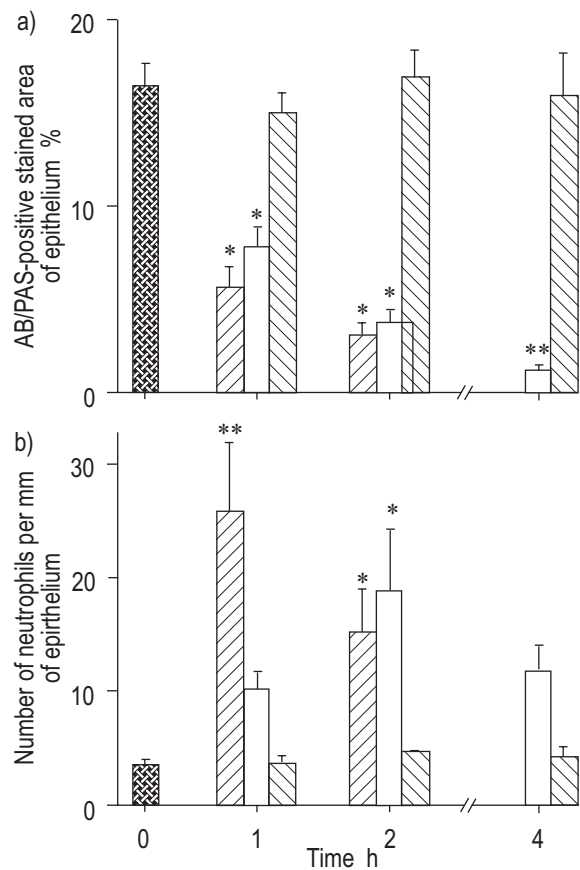 a)
AB/PAS-positive stained area
of epithelium %
20
10
0
*
*
*
*
**
b)
Number of neutrophils per mm
of epirthelium
30
20
10
0
**
*
*
0
1
2
4
Time h